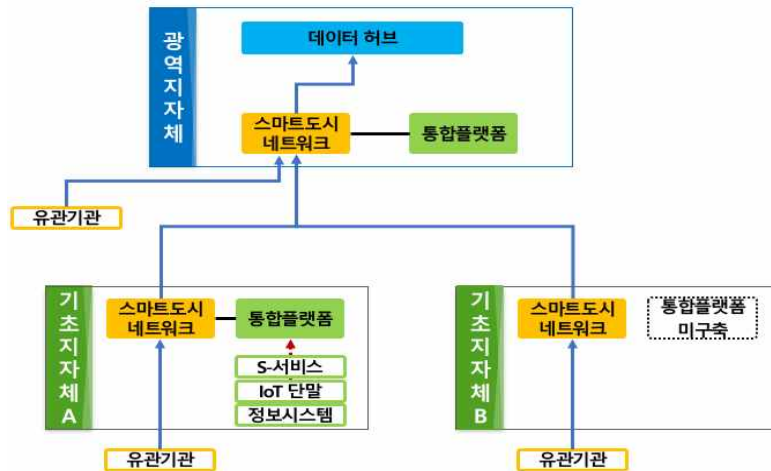 광역지자체
데이터 허브
스마트도시
네트워크
통합플랫폼
유관기관
기초지자체A
스마트도시
네트워크
통합플랫폼
S-서비스
IoT 단말
정보시스템
유관기관
기초지자체B
스마트도시
네트워크
통합플랫폼
미구축
유관기관